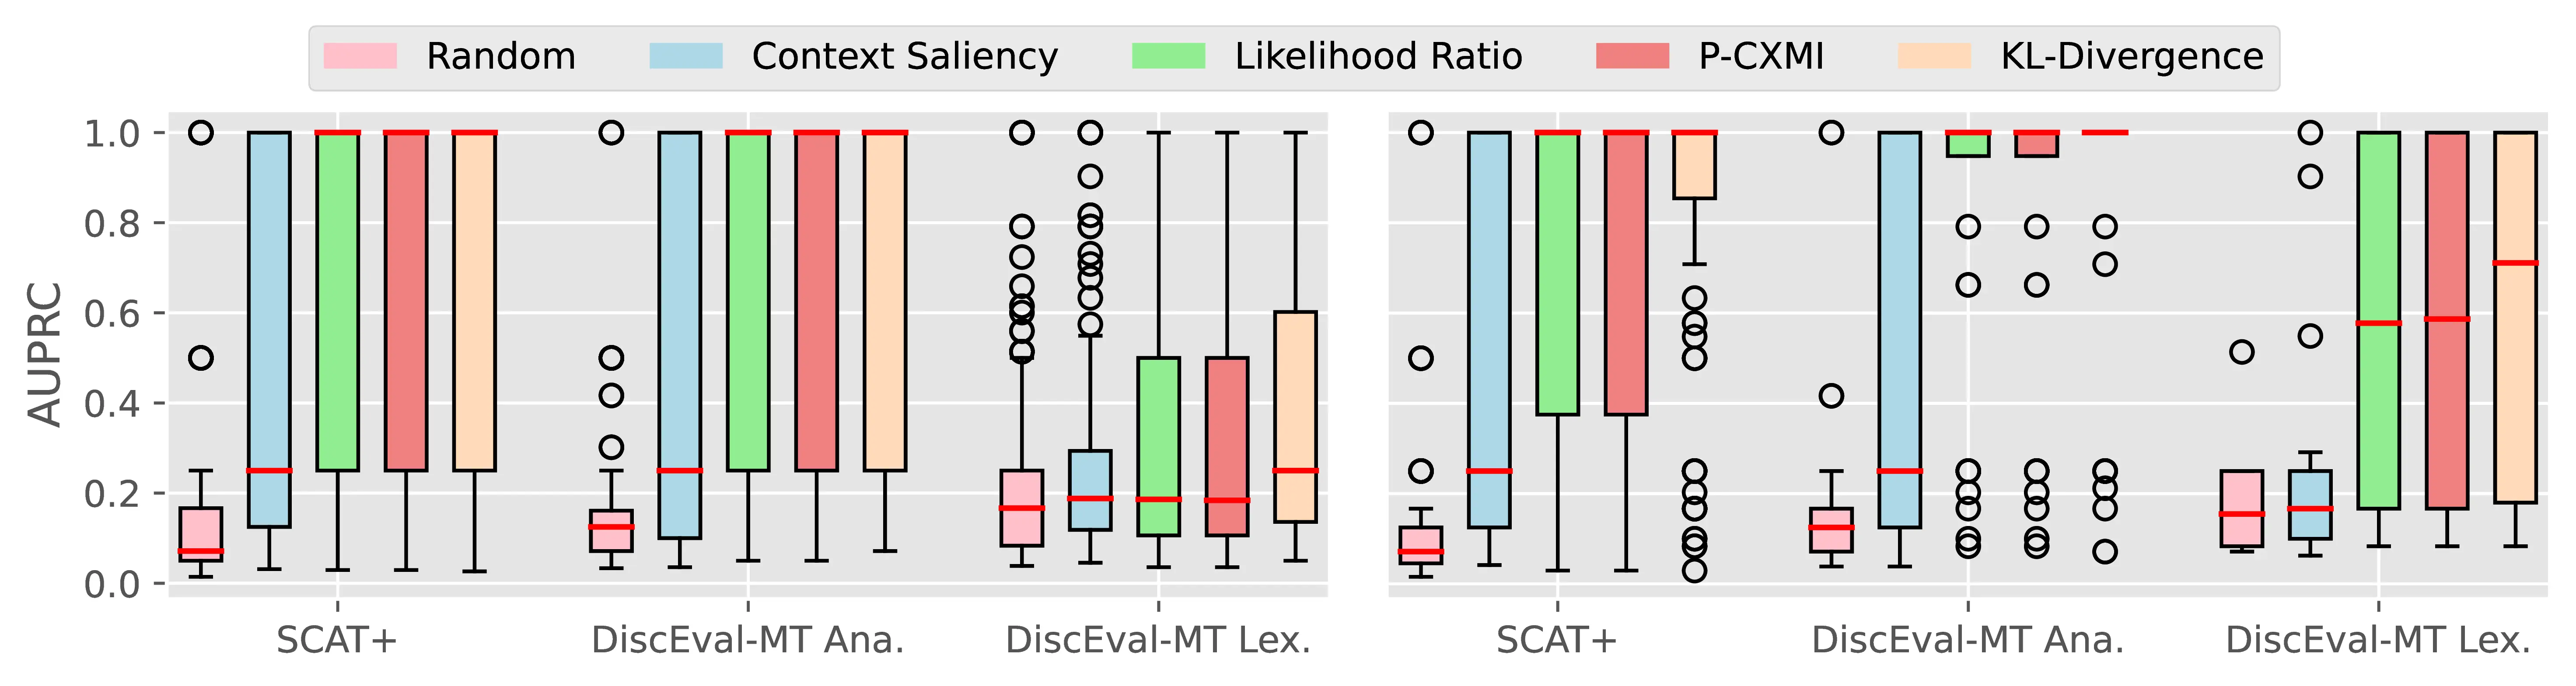 Random Context Saliency Likelihood Ratio P-CXMI KL-Divergence
AUPRC
1.0
0.8
0.6
0.4
0.2
0.0
SCAT+ DiscEval-MT Ana. DiscEval-MT Lex. SCAT+ DiscEval-MT Ana. DiscEval-MT Lex.